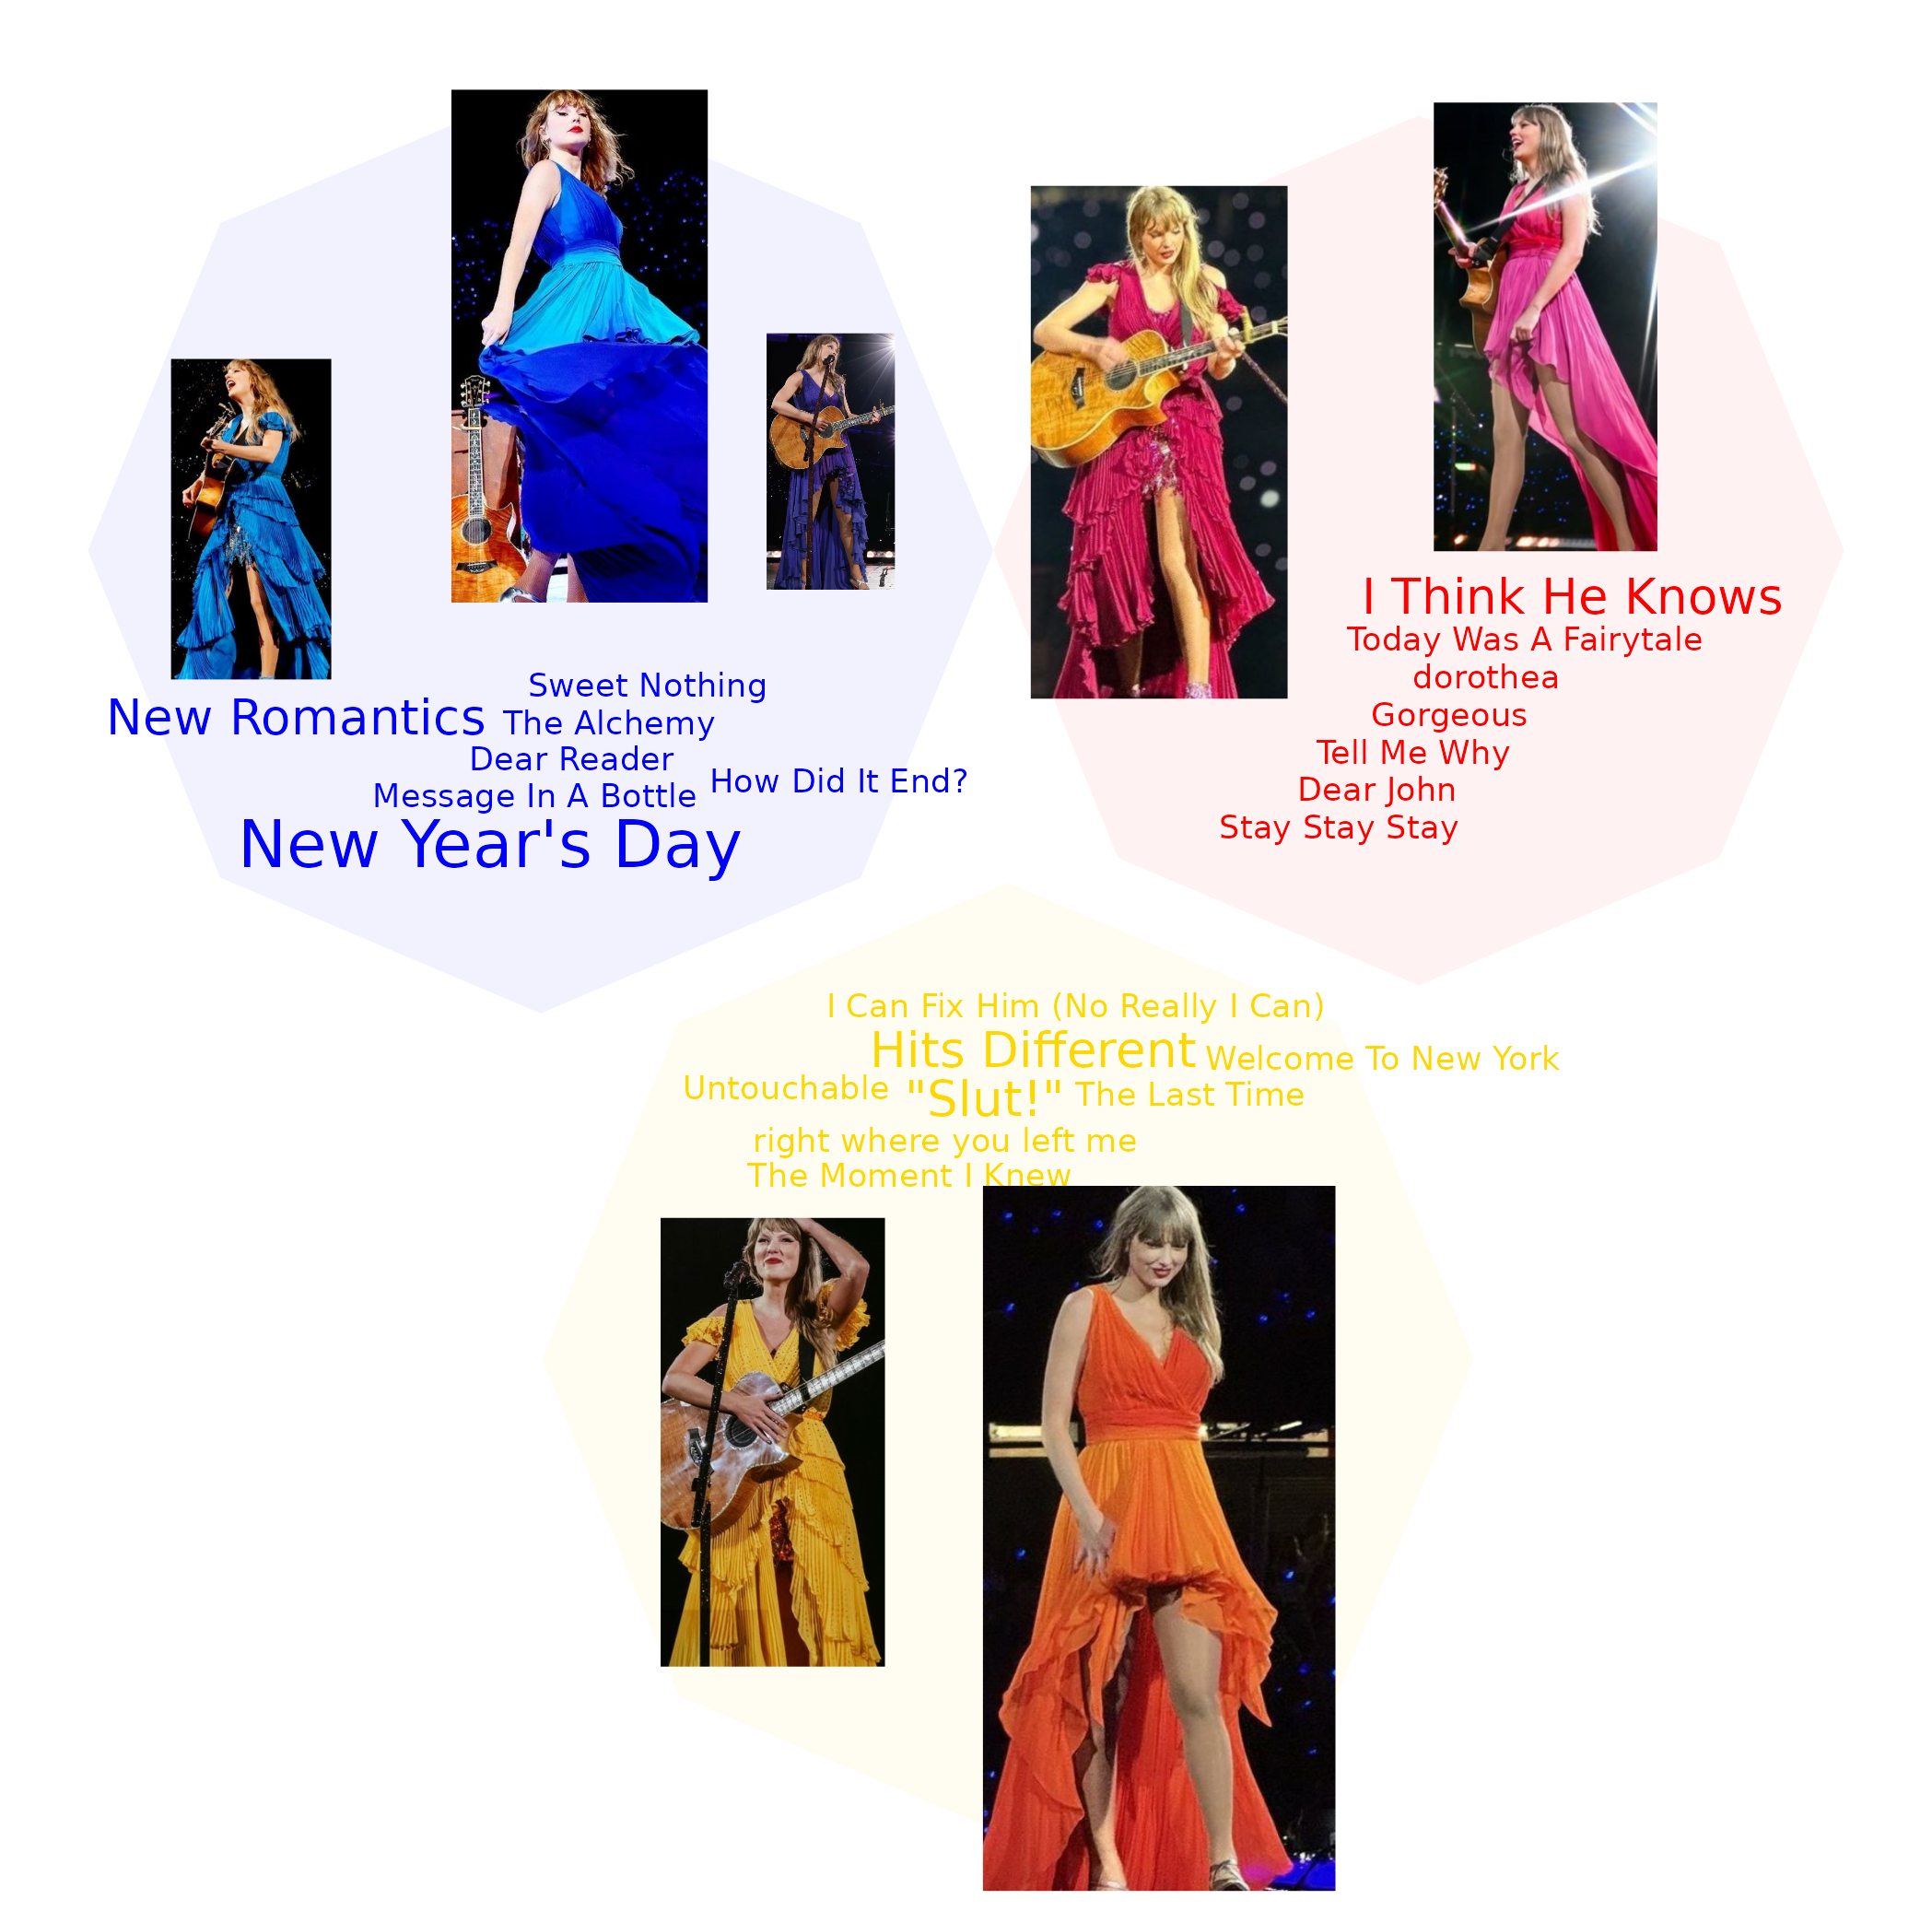 Sweet Nothing
New Romantics
The Alchemy
Dear Reader
How Did It End?
Message In A Bottle
New Year's Day
I Think He Knows
Today Was A Fairytale
dorothea
Gorgeous
Tell Me Why
Dear John
Stay Stay Stay
I Can Fix Him (No Really I Can)
Hits Different
Welcome To New York
Untouchable
"Slut!"
The Last Time
right where you left me
The Moment I Knew